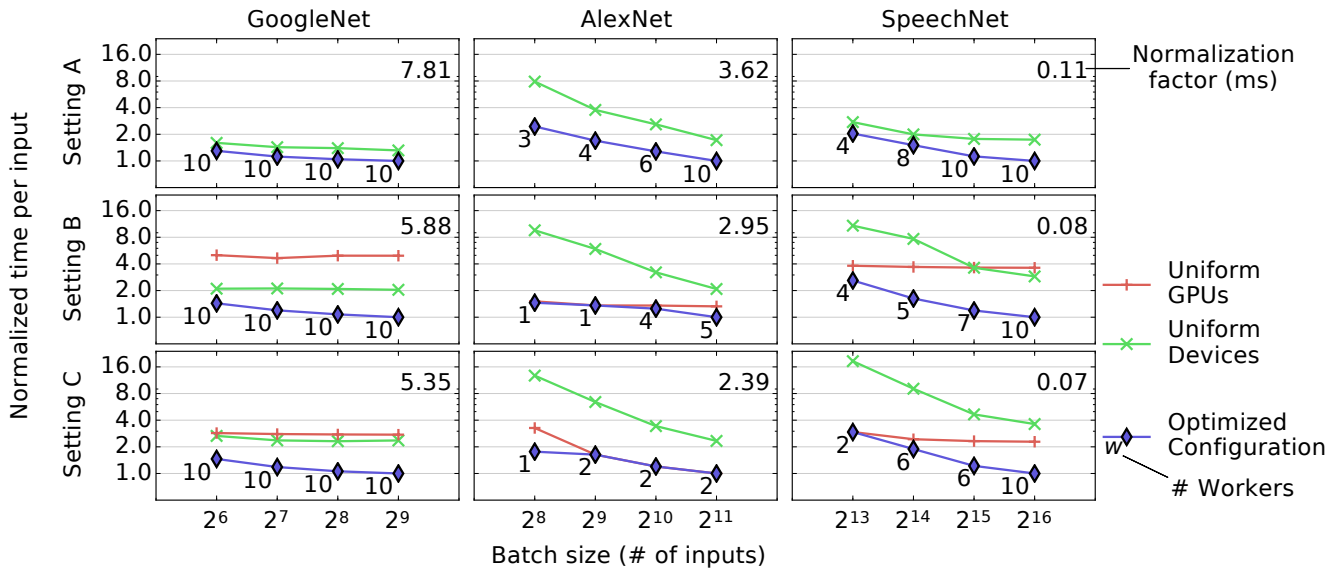 GoogleNet AlexNet SpeechNet
Normalized time per input
Setting A
16.0
8.0
4.0
2.0
1.0
7.81
10 10 10 10
3.62
3 4 6 10
0.11
4 8 10 10
Normalization
factor (ms)
Setting B
16.0
8.0
4.0
2.0
1.0
5.88
10 10 10 10
2.95
1 1 4 5
0.08
4 5 7 10
Setting C
16.0
8.0
4.0
2.0
1.0
5.35
10 10 10 10
2.39
1 2 2 2
0.07
2 6 6 10
Uniform
GPUs
Uniform
Devices
Optimized
Configuration
w
# Workers
2⁶ 2⁷ 2⁸ 2⁹ 2⁸ 2⁹ 2¹⁰ 2¹¹ 2¹³ 2¹⁴ 2¹⁵ 2¹⁶
Batch size (# of inputs)